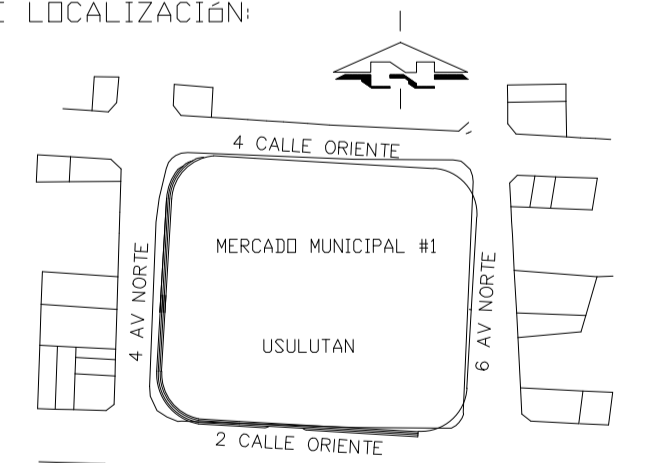 LOCALIZACIóN:
N
4 CALLE ORIENTE
MERCADO MUNICIPAL #1
4 AV NORTE
6 AV NORTE
USULUTAN
2 CALLE ORIENTE